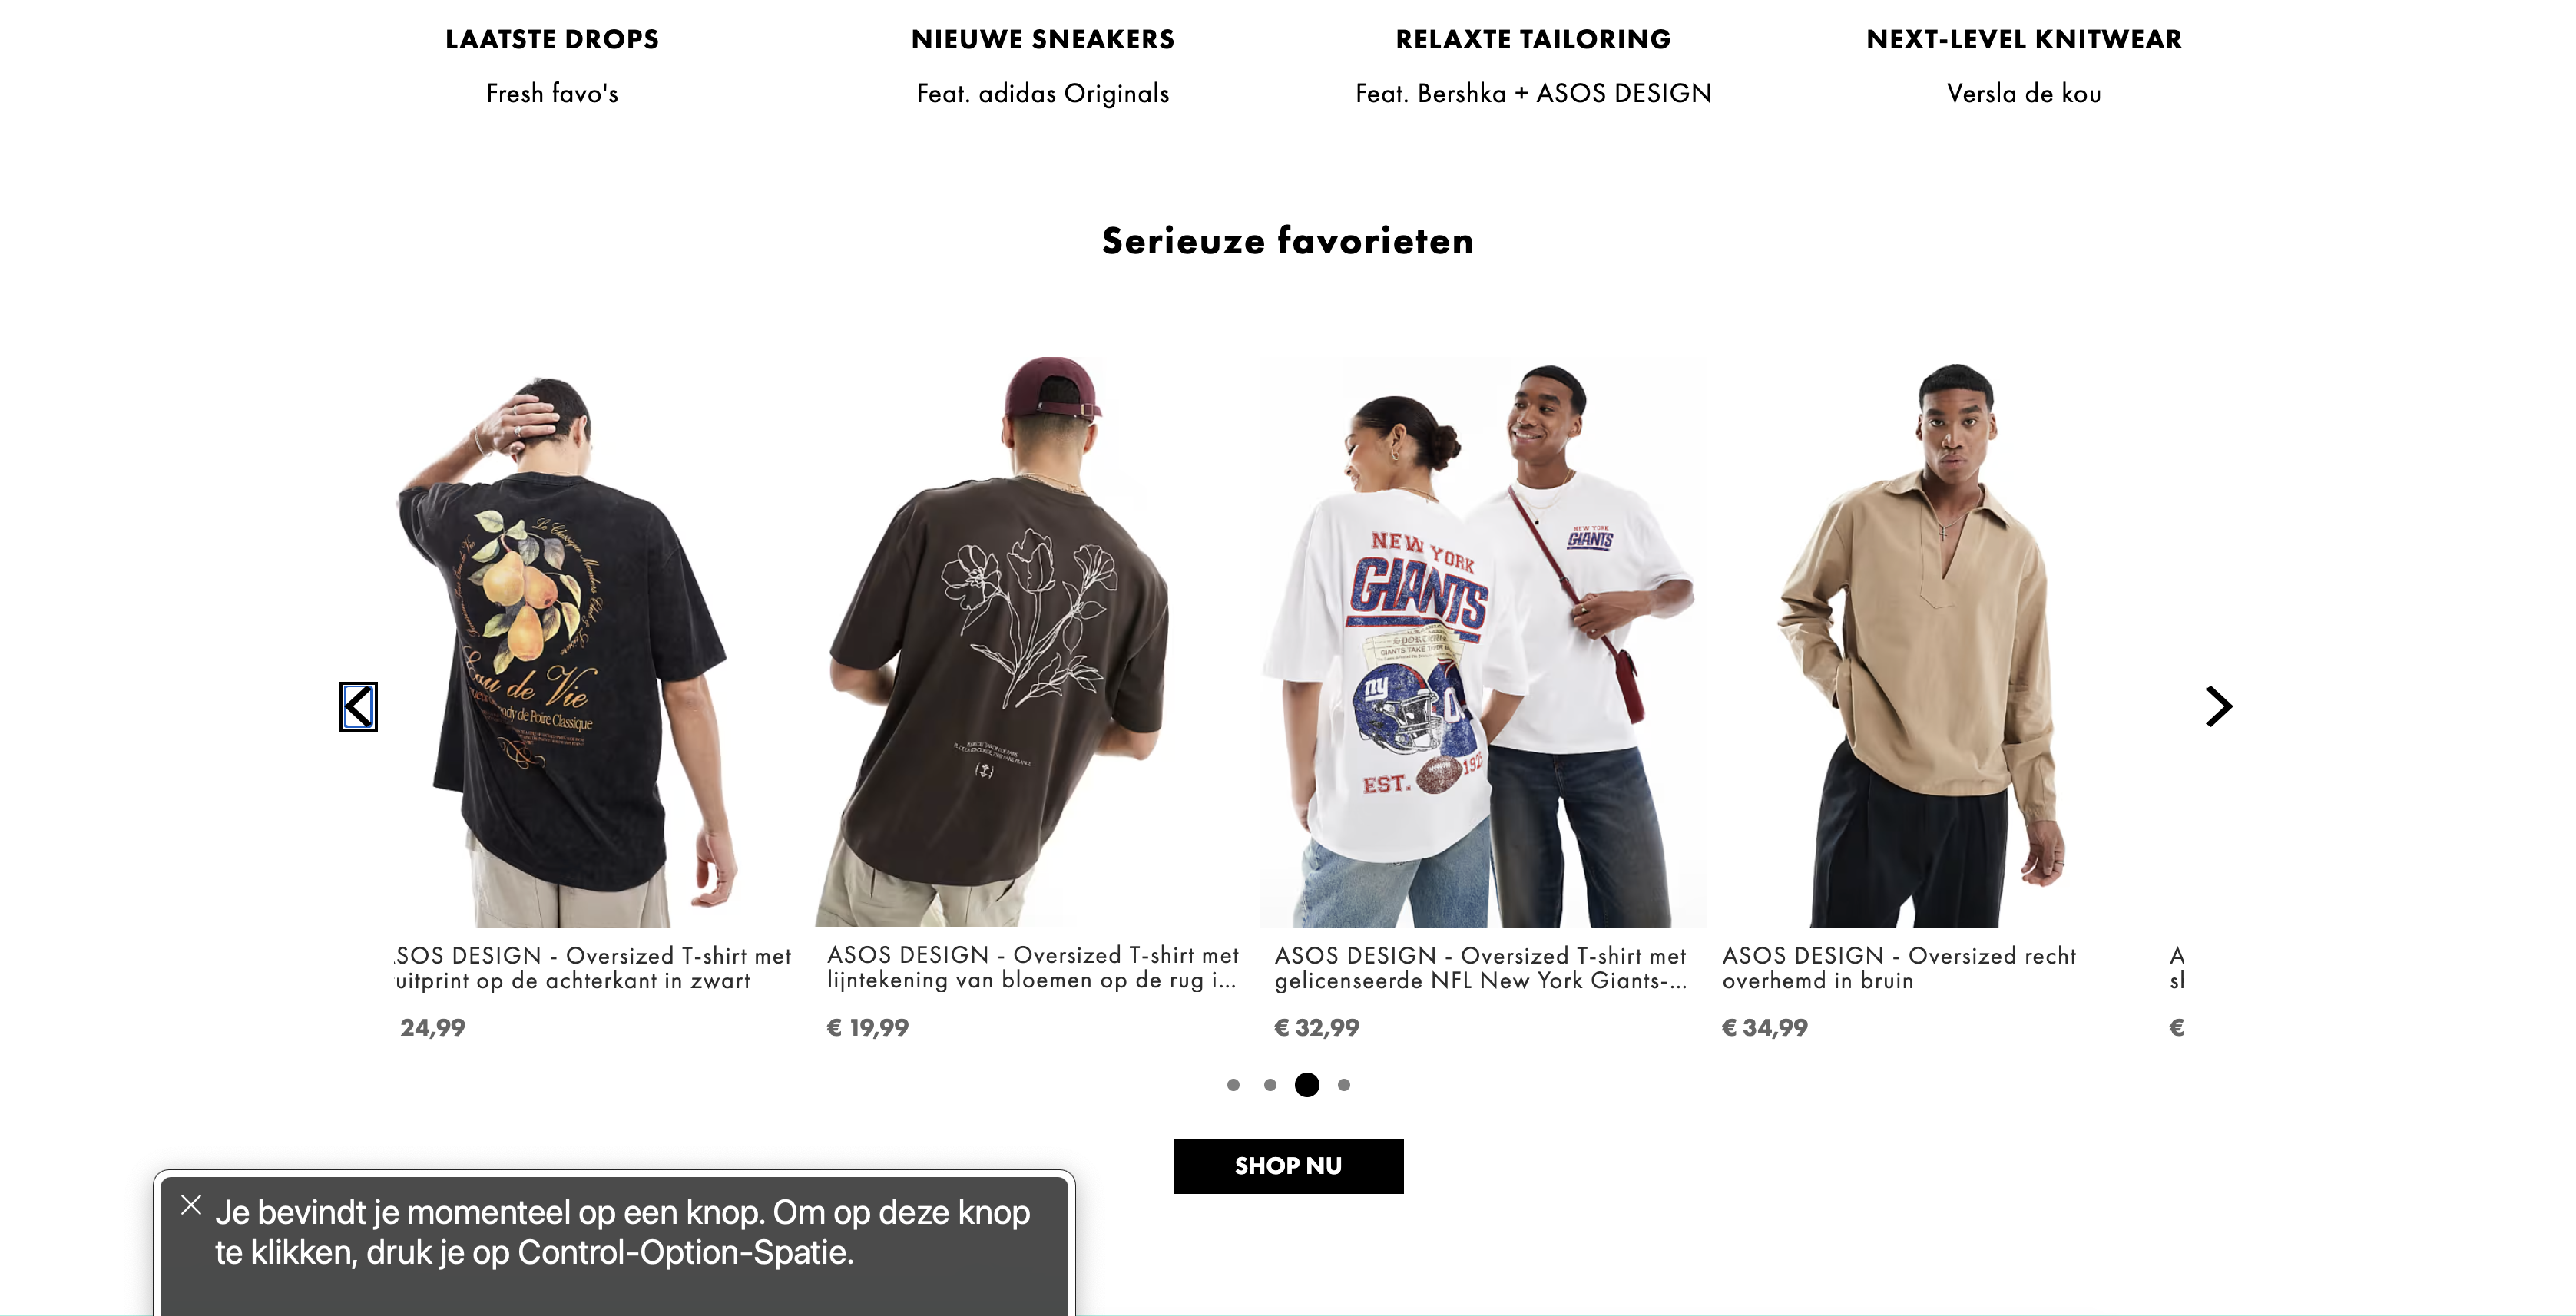 LAATSTE DROPS
Fresh favo's
NIEUWE SNEAKERS
Feat. adidas Originals
RELAXTE TAILORING
Feat. Bershka + ASOS DESIGN
NEXT-LEVEL KNITWEAR
Versla de kou
Serieuze favorieten
Le Classique
Eau de Vie
de Poire Classique
NEW YORK
GIANTS
GIANTS TAKE
ny
EST.
NEW YORK
GIANTS
SOS DESIGN - Oversized T-shirt met
uitprint op de achterkant in zwart
24,99
ASOS DESIGN - Oversized T-shirt met
lijntekening van bloemen op de rug i...
€ 19,99
ASOS DESIGN - Oversized T-shirt met
gelicenseerde NFL New York Giants-...
€ 32,99
ASOS DESIGN - Oversized recht
overhemd in bruin
€ 34,99
A
sl
€
SHOP NU
Je bevindt je momenteel op een knop. Om op deze knop
te klikken, druk je op Control-Option-Spatie.